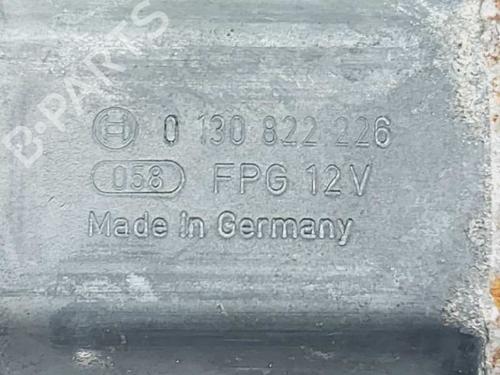 B-PARTS
0 130 822 226
058 FPG 12V
Made in Germany